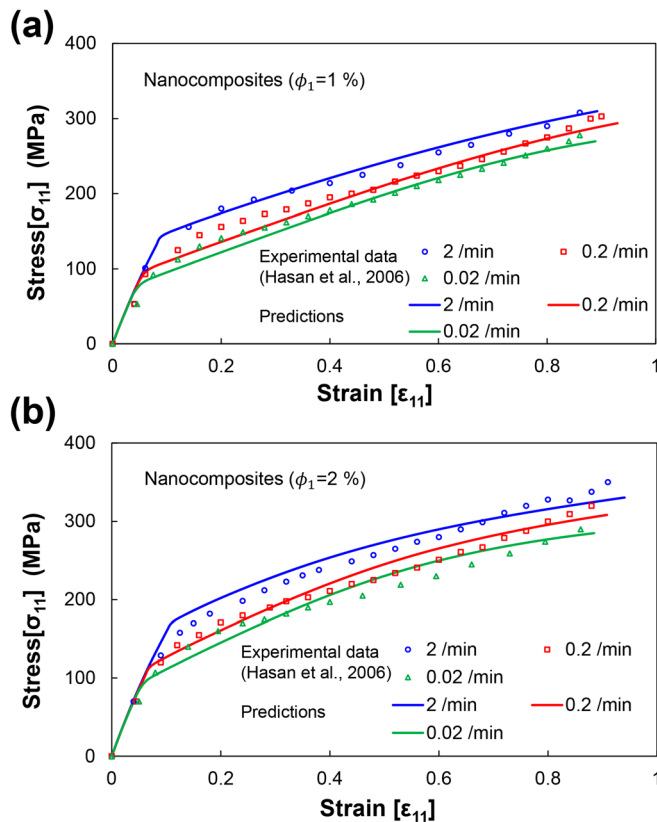 (a)
400
300
200
100
0
Stress[σ₁₁] (MPa)
Nanocomposites (ϕ₁=1 %)
Experimental data
(Hasan et al., 2006)
2 /min
0.2 /min
0.02 /min
Predictions
2 /min
0.2 /min
0.02 /min
0 0.2 0.4 0.6 0.8 1
Strain [ε₁₁]
(b)
400
300
200
100
0
Stress[σ₁₁] (MPa)
Nanocomposites (ϕ₁=2 %)
Experimental data
(Hasan et al., 2006)
2 /min
0.2 /min
0.02 /min
Predictions
2 /min
0.2 /min
0.02 /min
0 0.2 0.4 0.6 0.8 1
Strain [ε₁₁]